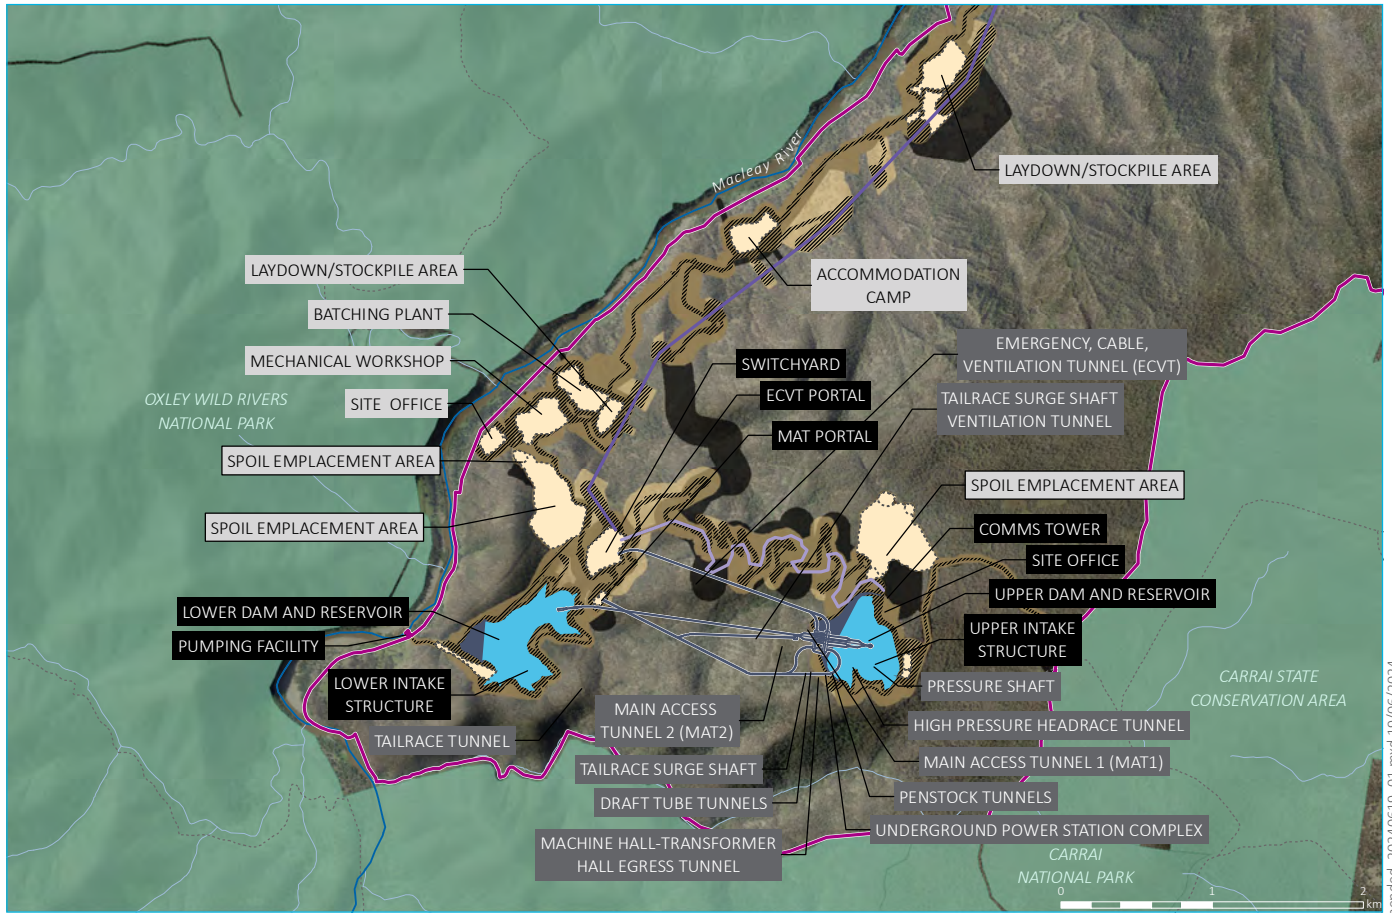 Macleay River
LAYDOWN/STOCKPILE AREA
LAYDOWN/STOCKPILE AREA
ACCOMMODATION
CAMP
BATCHING PLANT
EMERGENCY, CABLE,
VENTILATION TUNNEL (ECVT)
MECHANICAL WORKSHOP
SWITCHYARD
OXLEY WILD RIVERS
NATIONAL PARK
SITE OFFICE
ECVT PORTAL
TAILRACE SURGE SHAFT
VENTILATION TUNNEL
MAT PORTAL
SPOIL EMPLACEMENT AREA
SPOIL EMPLACEMENT AREA
SPOIL EMPLACEMENT AREA
COMMS TOWER
SITE OFFICE
LOWER DAM AND RESERVOIR
UPPER DAM AND RESERVOIR
PUMPING FACILITY
UPPER INTAKE
STRUCTURE
LOWER INTAKE
STRUCTURE
PRESSURE SHAFT
CARRAI STATE
CONSERVATION AREA
MAIN ACCESS
TUNNEL 2 (MAT2)
HIGH PRESSURE HEADRACE TUNNEL
TAILRACE TUNNEL
MAIN ACCESS TUNNEL 1 (MAT1)
TAILRACE SURGE SHAFT
PENSTOCK TUNNELS
DRAFT TUBE TUNNELS
UNDERGROUND POWER STATION COMPLEX
MACHINE HALL-TRANSFORMER
HALL EGRESS TUNNEL
CARRAI
NATIONAL PARK
0 1 2
km